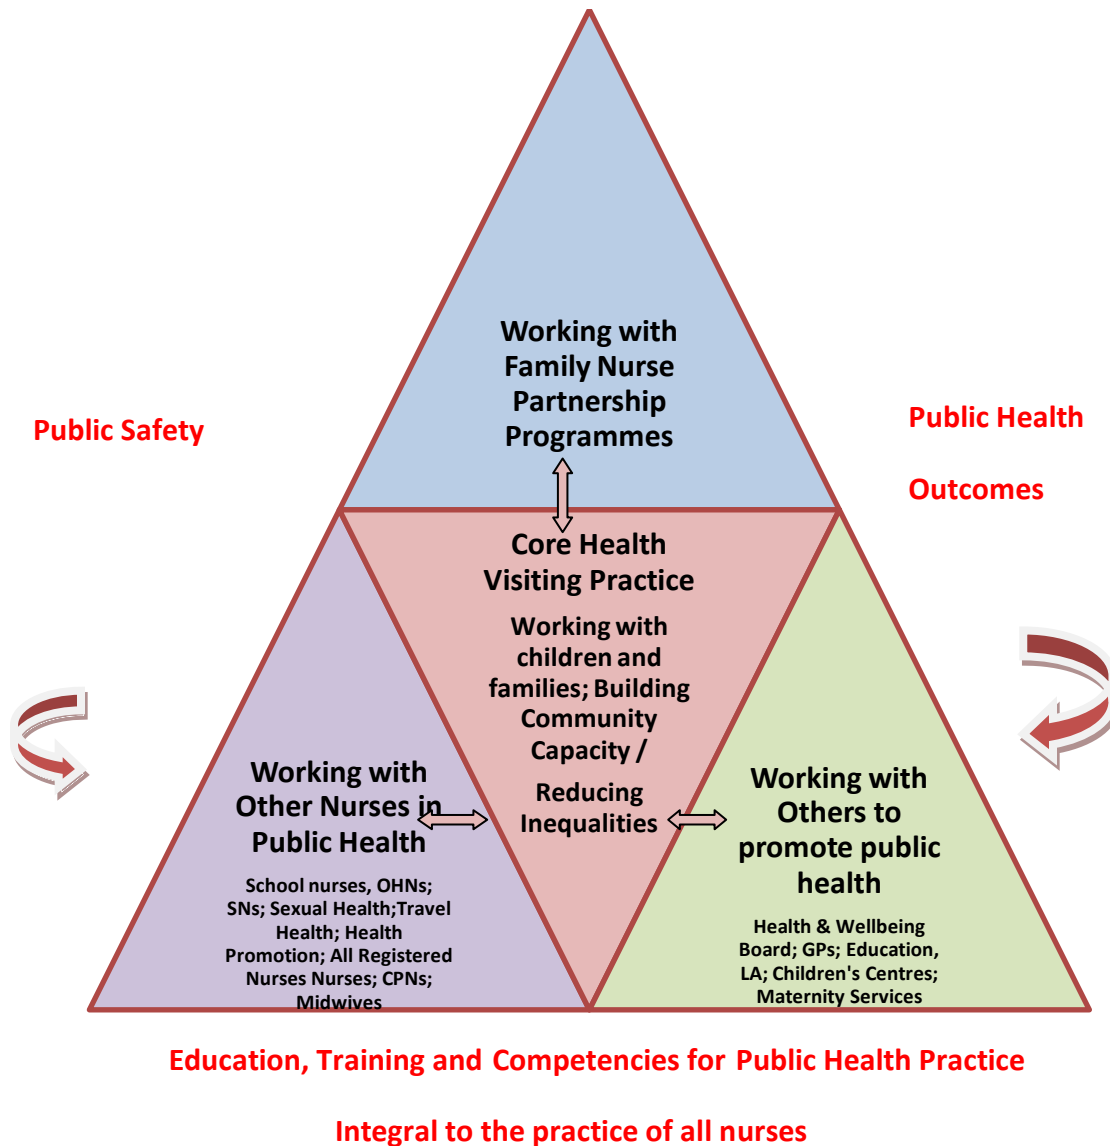 Working with
Family Nurse
Partnership
Programmes
Public Safety
Public Health
Outcomes
Core Health
Visiting Practice
Working with
children and
families; Building
Community
Capacity /
Reducing
Inequalities
Working with
Other Nurses in
Public Health
School nurses, OHNs;
SNs; Sexual Health;Travel
Health; Health
Promotion; All Registered
Nurses Nurses; CPNs;
Midwives
Working with
Others to
promote public
health
Health & Wellbeing
Board; GPs; Education,
LA; Children's Centres;
Maternity Services
Education, Training and Competencies for Public Health Practice
Integral to the practice of all nurses